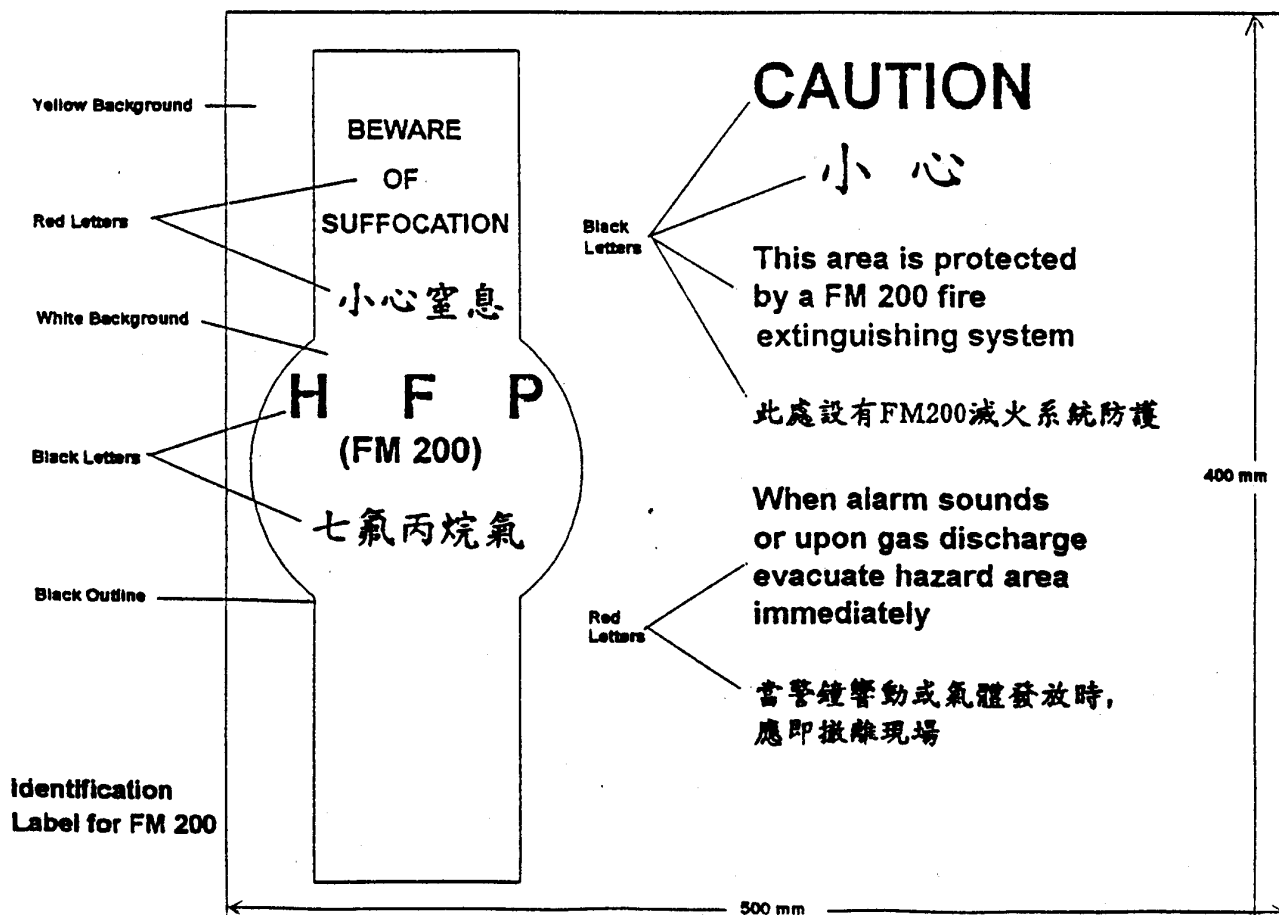 Yellow Background
Red Letters
White Background
Black Letters
Black Outline
Identification
Label for FM 200
BEWARE
OF
SUFFOCATION
小心窒息
H F P
(FM 200)
七氟丙烷氣
Black
Letters
CAUTION
小心
This area is protected
by a FM 200 fire
extinguishing system
此處設有FM200滅火系統防護
Red
Letters
When alarm sounds
or upon gas discharge
evacuate hazard area
immediately
當警鐘響動或氣體發放時,
應即撤離現場
400 mm
500 mm